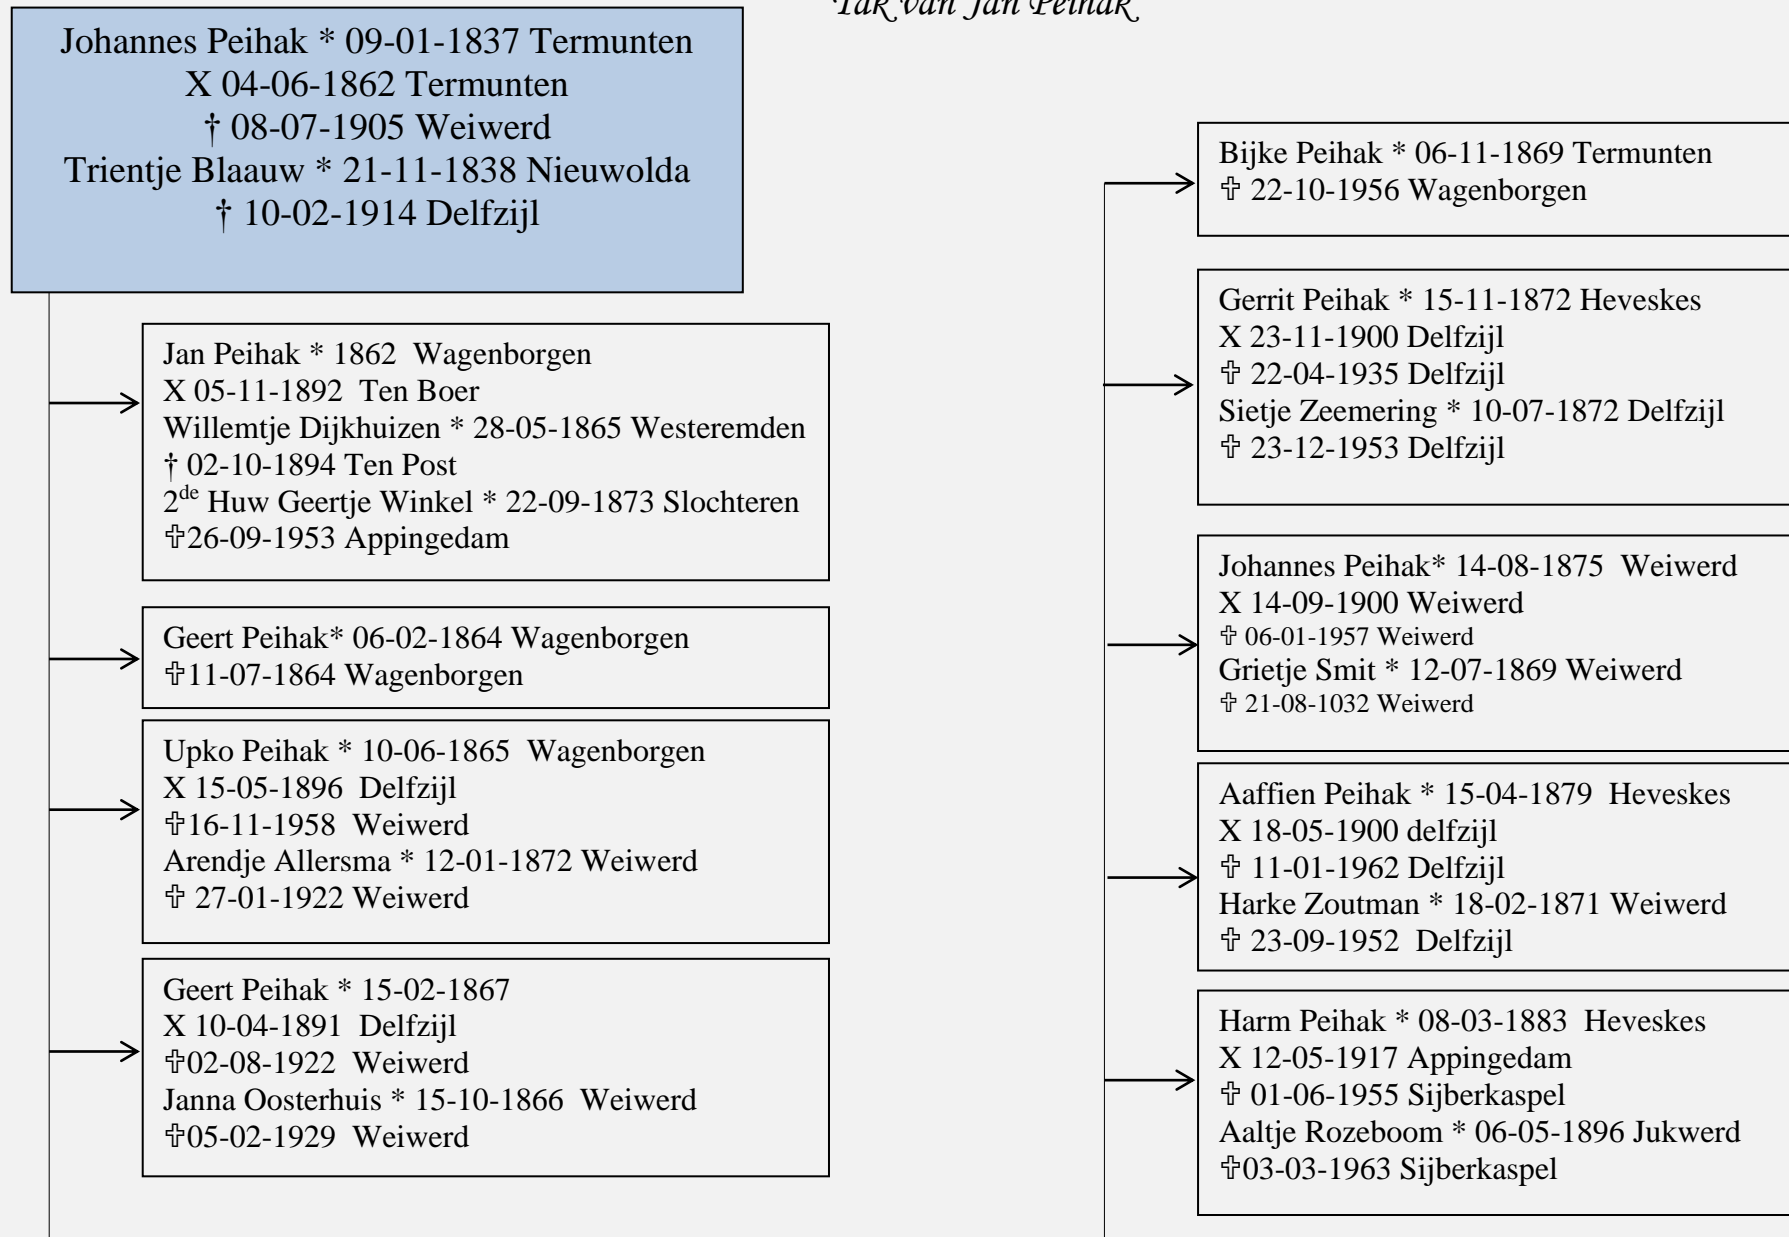 Tak van Jan Peihak
Johannes Peihak * 09-01-1837 Termunten
X 04-06-1862 Termunten
† 08-07-1905 Weiwerd
Trientje Blaauw * 21-11-1838 Nieuwolda
† 10-02-1914 Delfzijl
Jan Peihak * 1862  Wagenborgen
X 05-11-1892  Ten Boer
Willemtje Dijkhuizen * 28-05-1865 Westeremden
† 02-10-1894 Ten Post
2de Huw Geertje Winkel * 22-09-1873 Slochteren
✞26-09-1953 Appingedam
Geert Peihak* 06-02-1864 Wagenborgen
✞11-07-1864 Wagenborgen
Upko Peihak * 10-06-1865  Wagenborgen
X 15-05-1896  Delfzijl
✞16-11-1958  Weiwerd
Arendje Allersma * 12-01-1872 Weiwerd
✞ 27-01-1922 Weiwerd
Geert Peihak * 15-02-1867
X 10-04-1891  Delfzijl
✞02-08-1922  Weiwerd
Janna Oosterhuis * 15-10-1866  Weiwerd
✞05-02-1929  Weiwerd
Bijke Peihak * 06-11-1869 Termunten
✞ 22-10-1956 Wagenborgen
Gerrit Peihak * 15-11-1872 Heveskes
X 23-11-1900 Delfzijl
✞ 22-04-1935 Delfzijl
Sietje Zeemering * 10-07-1872 Delfzijl
✞ 23-12-1953 Delfzijl
Johannes Peihak* 14-08-1875  Weiwerd
X 14-09-1900 Weiwerd
✞ 06-01-1957 Weiwerd
Grietje Smit * 12-07-1869 Weiwerd
✞ 21-08-1032 Weiwerd
Aaffien Peihak * 15-04-1879  Heveskes
X 18-05-1900 delfzijl
✞ 11-01-1962 Delfzijl
Harke Zoutman * 18-02-1871 Weiwerd
✞ 23-09-1952  Delfzijl
Harm Peihak * 08-03-1883  Heveskes
X 12-05-1917 Appingedam
✞ 01-06-1955 Sijberkaspel
Aaltje Rozeboom * 06-05-1896 Jukwerd
✞03-03-1963 Sijberkaspel